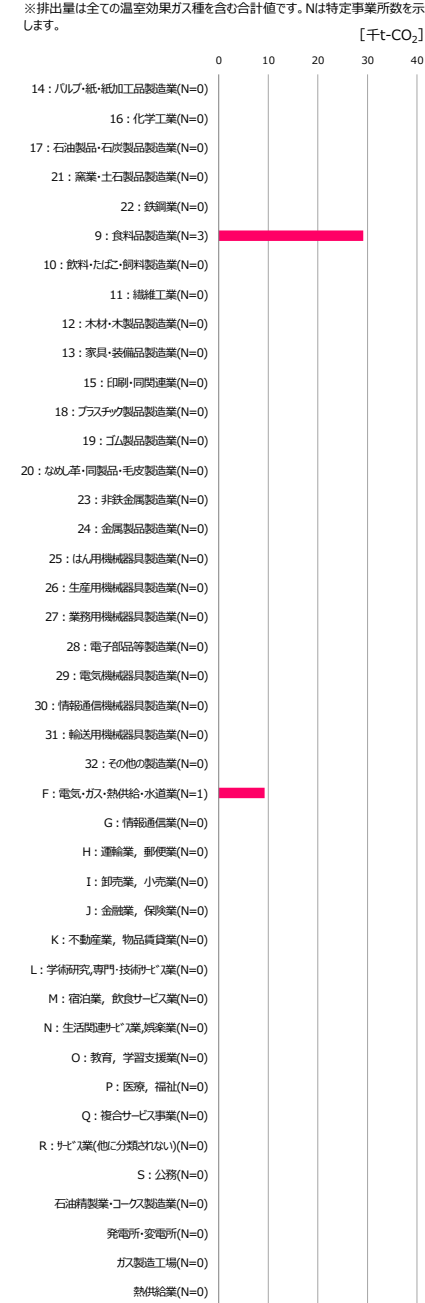 ※排出量は全ての温室効果ガス種を含む合計値です。Nは特定事業所数を示
します。
[千t-CO₂]
0 10 20 30 40
14：パルプ・紙・紙加工品製造業(N=0)
16：化学工業(N=0)
17：石油製品・石炭製品製造業(N=0)
21：窯業・土石製品製造業(N=0)
22：鉄鋼業(N=0)
9：食料品製造業(N=3)
10：飲料・たばこ・飼料製造業(N=0)
11：繊維工業(N=0)
12：木材・木製品製造業(N=0)
13：家具・装備品製造業(N=0)
15：印刷・同関連業(N=0)
18：プラスチック製品製造業(N=0)
19：ゴム製品製造業(N=0)
20：なめし革・同製品・毛皮製造業(N=0)
23：非鉄金属製造業(N=0)
24：金属製品製造業(N=0)
25：はん用機械器具製造業(N=0)
26：生産用機械器具製造業(N=0)
27：業務用機械器具製造業(N=0)
28：電子部品等製造業(N=0)
29：電気機械器具製造業(N=0)
30：情報通信機械器具製造業(N=0)
31：輸送用機械器具製造業(N=0)
32：その他の製造業(N=0)
F：電気・ガス・熱供給・水道業(N=1)
G：情報通信業(N=0)
H：運輸業，郵便業(N=0)
I：卸売業，小売業(N=0)
J：金融業，保険業(N=0)
K：不動産業，物品賃貸業(N=0)
L：学術研究,専門・技術ｻｰﾋﾞｽ業(N=0)
M：宿泊業，飲食サービス業(N=0)
N：生活関連ｻｰﾋﾞｽ業,娯楽業(N=0)
O：教育，学習支援業(N=0)
P：医療，福祉(N=0)
Q：複合サービス事業(N=0)
R：ｻｰﾋﾞｽ業(他に分類されない)(N=0)
S：公務(N=0)
石油精製業・コークス製造業(N=0)
発電所・変電所(N=0)
ガス製造工場(N=0)
熱供給業(N=0)